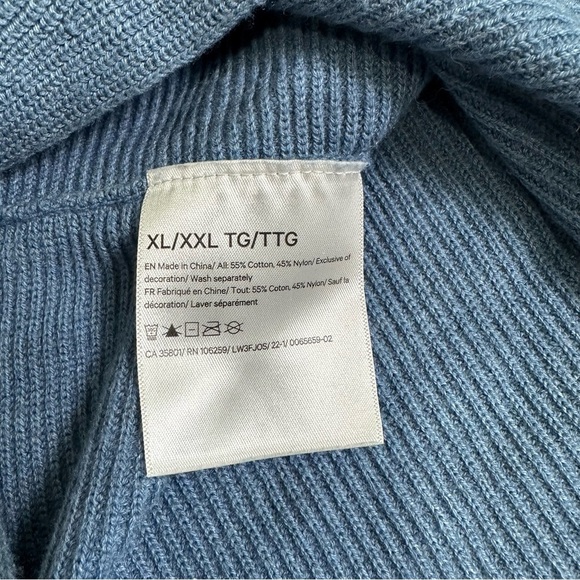 XL/XXL TG/TTG
EN Made in China/ All: 55% Cotton, 45% Nylon/ Exclusive of
decoration/ Wash separately
FR Fabriqué en Chine/ Tout: 55% Coton, 45% Nylon/ Sauf la
décoration/ Laver séparément
CA 35801/ RN 106259/ LW3FJOS/ 22-1/ 0065659-02